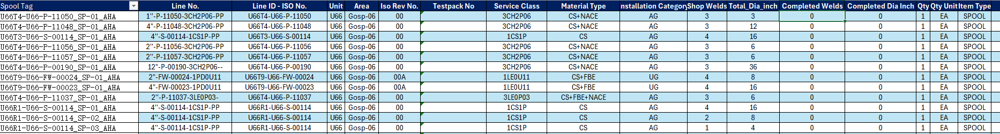 Spool Tag Line No. Line ID - ISO No. Unit Area Iso Rev No. Testpack No Service Class Material Type nstallation Category Shop Welds Total_Dia_inch Completed Welds Completed Dia Inch Qty Qty Unit Item Type
U66T4-U66-P-11050_SP-01_AHA 1"-P-11050-3CH2P06-PP U66T4-U66-P-11050 U66 Gosp-06 00 3CH2P06 CS+NACE AG 3 3 0 0 1 EA SPOOL
U66T4-U66-P-11048_SP-01_AHA 4"-P-11048-3CH2P06-PP U66T4-U66-P-11048 U66 Gosp-06 00 3CH2P06 CS+NACE AG 3 12 0 0 1 EA SPOOL
U66T3-U66-S-00114_SP-01_AHA 4"-S-00114-1CS1P-PP U66T3-U66-S-00114 U66 Gosp-06 00 1CS1P CS AG 4 16 0 0 1 EA SPOOL
U66T4-U66-P-11056_SP-01_AHA 2"-P-11056-3CH2P06-PP U66T4-U66-P-11056 U66 Gosp-06 00 3CH2P06 CS+NACE AG 3 6 0 0 1 EA SPOOL
U66T4-U66-P-11057_SP-01_AHA 2"-P-11057-3CH2P06-PP U66T4-U66-P-11057 U66 Gosp-06 00 3CH2P06 CS+NACE AG 3 6 0 0 1 EA SPOOL
U66T4-U66-P-00190_SP-01_AHA 12"-P-00190-3CH2P06-- U66T4-U66-P-00190 U66 Gosp-06 00 3CH2P06 CS+NACE AG 3 36 0 0 1 EA SPOOL
U66T9-U66-FW-00024_SP-01_AHA 2"-FW-00024-1PD0U11 U66T9-U66-FW-00024 U66 Gosp-06 00A 1LE0U11 CS+FBE UG 4 8 0 0 1 EA SPOOL
U66T9-U66-FW-00023_SP-01_AHA 4"-FW-00023-1PD0U11 U66T9-U66-FW-00023 U66 Gosp-06 00A 1LE0U11 CS+FBE UG 4 16 0 0 1 EA SPOOL
U66T4-U66-P-11037_SP-01_AHA 2"-P-11037-3LE0P03- U66T4-U66-P-11037 U66 Gosp-06 00 3LE0P03 CS+FBE+NACE AG 3 6 0 0 1 EA SPOOL
U66R1-U66-S-00114_SP-01_AHA 4"-S-00114-1CS1P-PP U66R1-U66-S-00114 U66 Gosp-06 00 1CS1P CS AG 4 16 0 0 1 EA SPOOL
U66R1-U66-S-00114_SP-02_AHA 4"-S-00114-1CS1P-PP U66R1-U66-S-00114 U66 Gosp-06 00 1CS1P CS AG 2 8 0 0 1 EA SPOOL
U66R1-U66-S-00114_SP-03_AHA 4"-S-00114-1CS1P-PP U66R1-U66-S-00114 U66 Gosp-06 00 1CS1P CS AG 1 4 0 0 1 EA SPOOL